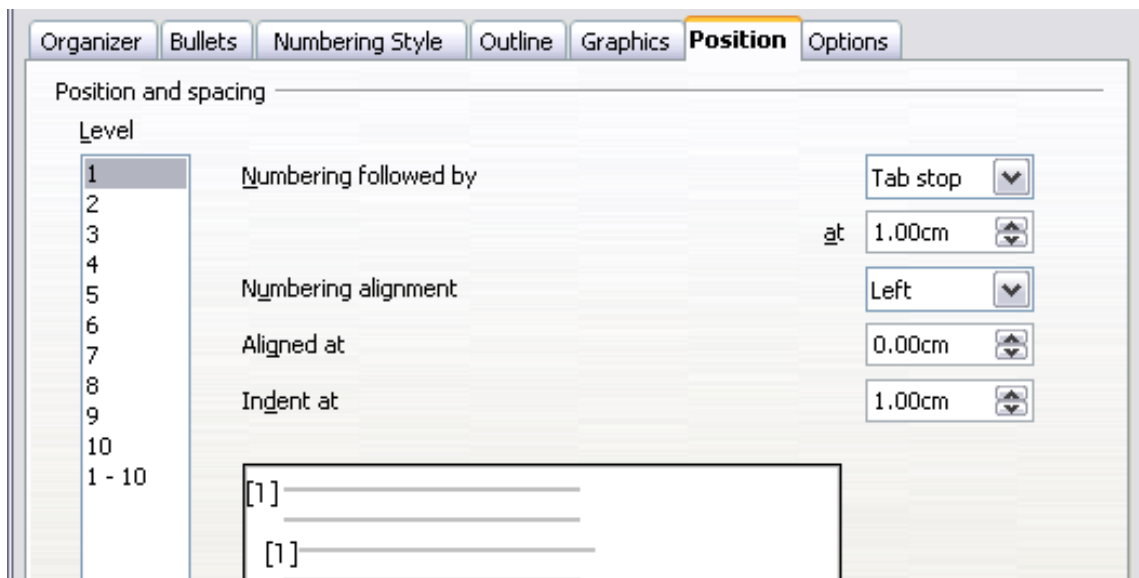 Organizer Bullets Numbering Style Outline Graphics Position Options
Position and spacing
Level
1
2
3
4
5
6
7
8
9
10
1 - 10
Numbering followed by Tab stop
at 1.00cm
Numbering alignment Left
Aligned at 0.00cm
Indent at 1.00cm
[1]
[1]